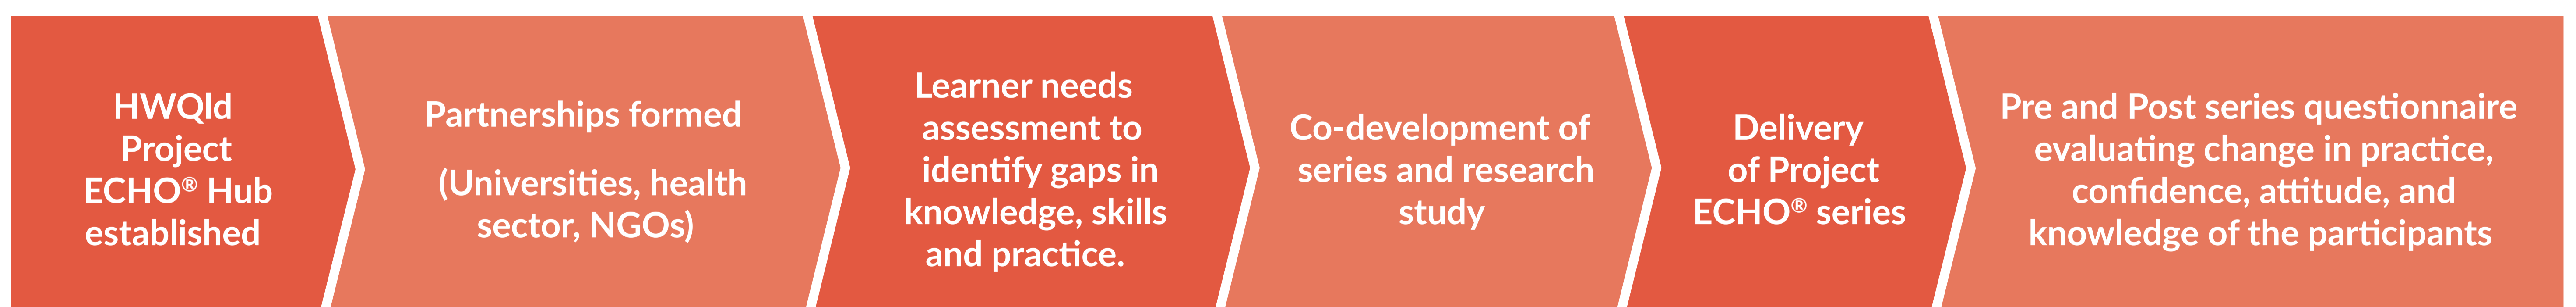 HWQld
Project
ECHO® Hub
established
Partnerships formed
(Universities, health
sector, NGOs)
Learner needs
assessment to
identify gaps in
knowledge, skills
and practice.
Co-development of
series and research
study
Delivery
of Project
ECHO® series
Pre and Post series questionnaire
evaluating change in practice,
confidence, attitude, and
knowledge of the participants